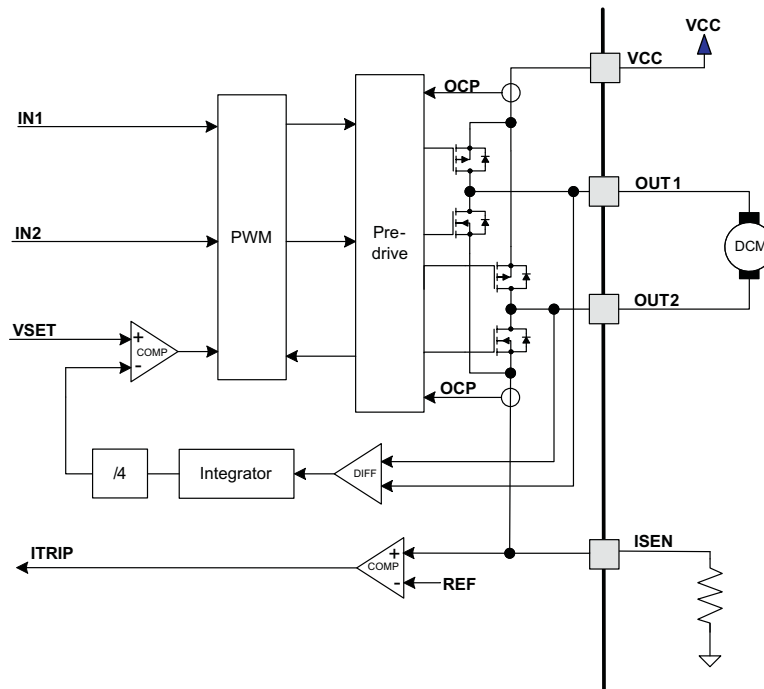 VCC
VCC
OCP
IN1
OUT1
IN2
PWM
Pre-
drive
DCM
OUT2
VSET
+
COMP
-
OCP
/4
Integrator
DIFF
ITRIP
+
COMP
-
REF
ISEN